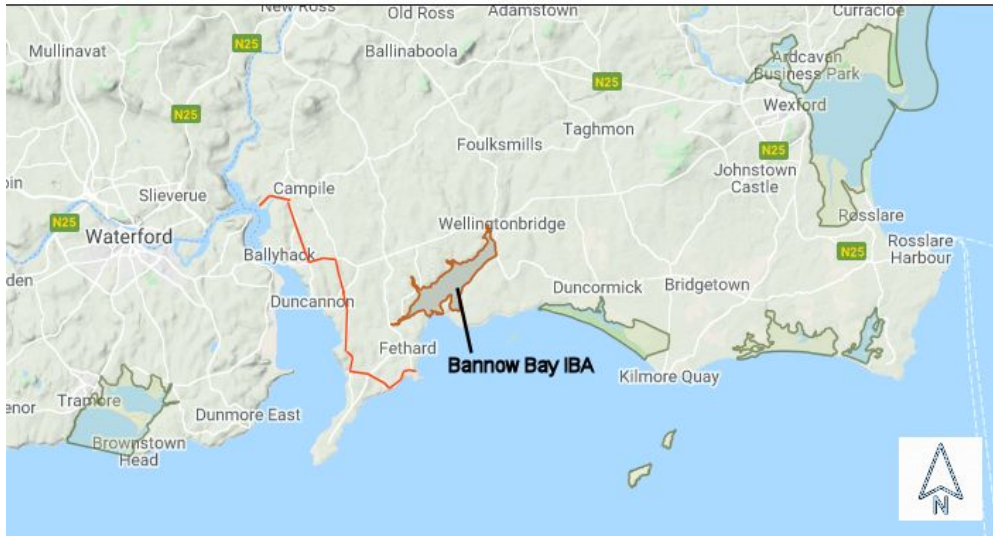 New Ross
Old Ross
Adamstown
Curracloe
Mullinavat
N25
Ballinaboola
Ardcavan
Business Park
N25
N25
Wexford
Taghmon
Foulksmills
N25
Johnstown
Castle
Slieverue
Campile
N25
Waterford
Wellingtonbridge
Rosslare
Ballyhack
N25
Rosslare
Harbour
Duncannon
Duncormick
Bridgetown
Fethard
Bannow Bay IBA
Kilmore Quay
Tramore
Dunmore East
Brownstown
Head
N